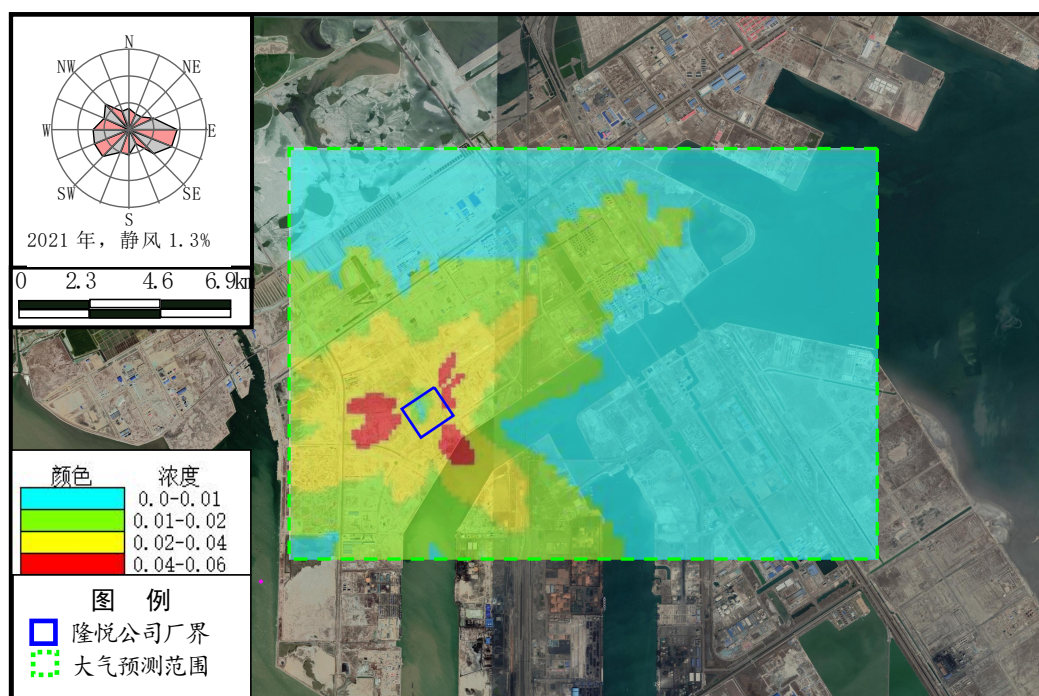 N
NW NE
W E
SW SE
S
2021 年，静风 1.3%
0 2.3 4.6 6.9km
颜色 浓度
0.0-0.01
0.01-0.02
0.02-0.04
0.04-0.06
图 例
隆悦公司厂界
大气预测范围